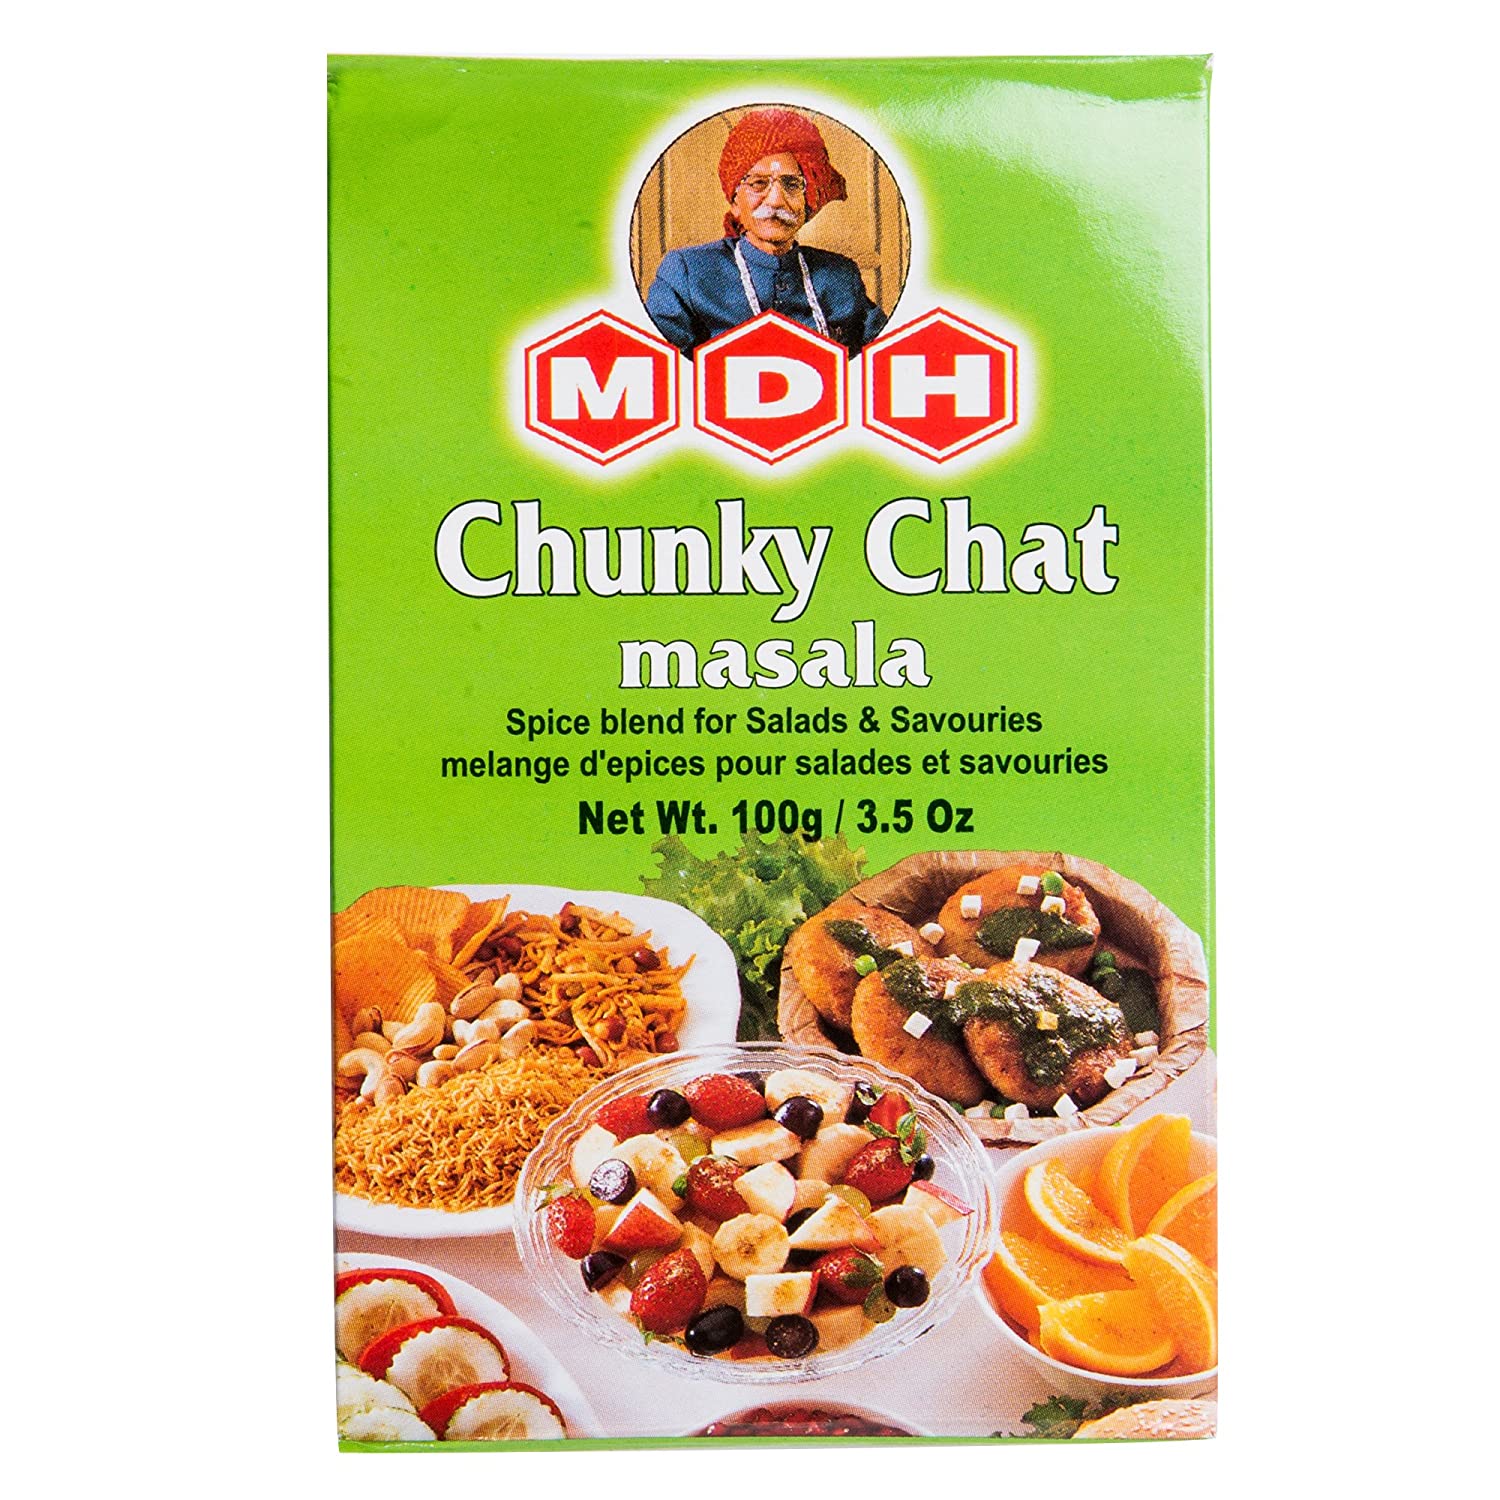 MDH
Chunky Chat
masala
Spice blend for Salads & Savouries
melange d'epices pour salades et savouries
Net Wt. 100g / 3.5 Oz